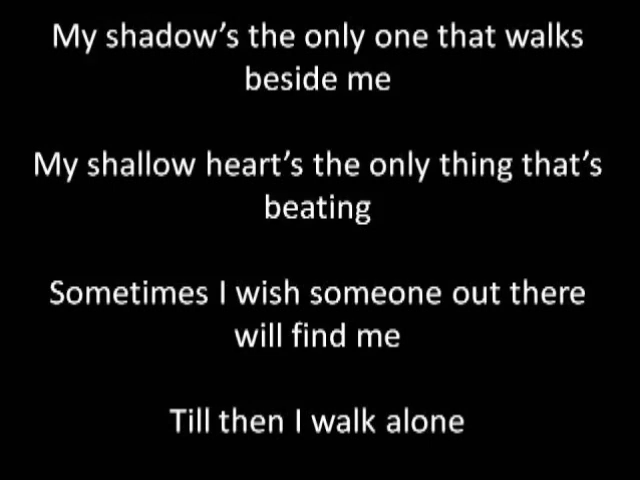 My shadow’s the only one that walks
beside me
My shallow heart’s the only thing that’s
beating
Sometimes I wish someone out there
will find me
Till then I walk alone